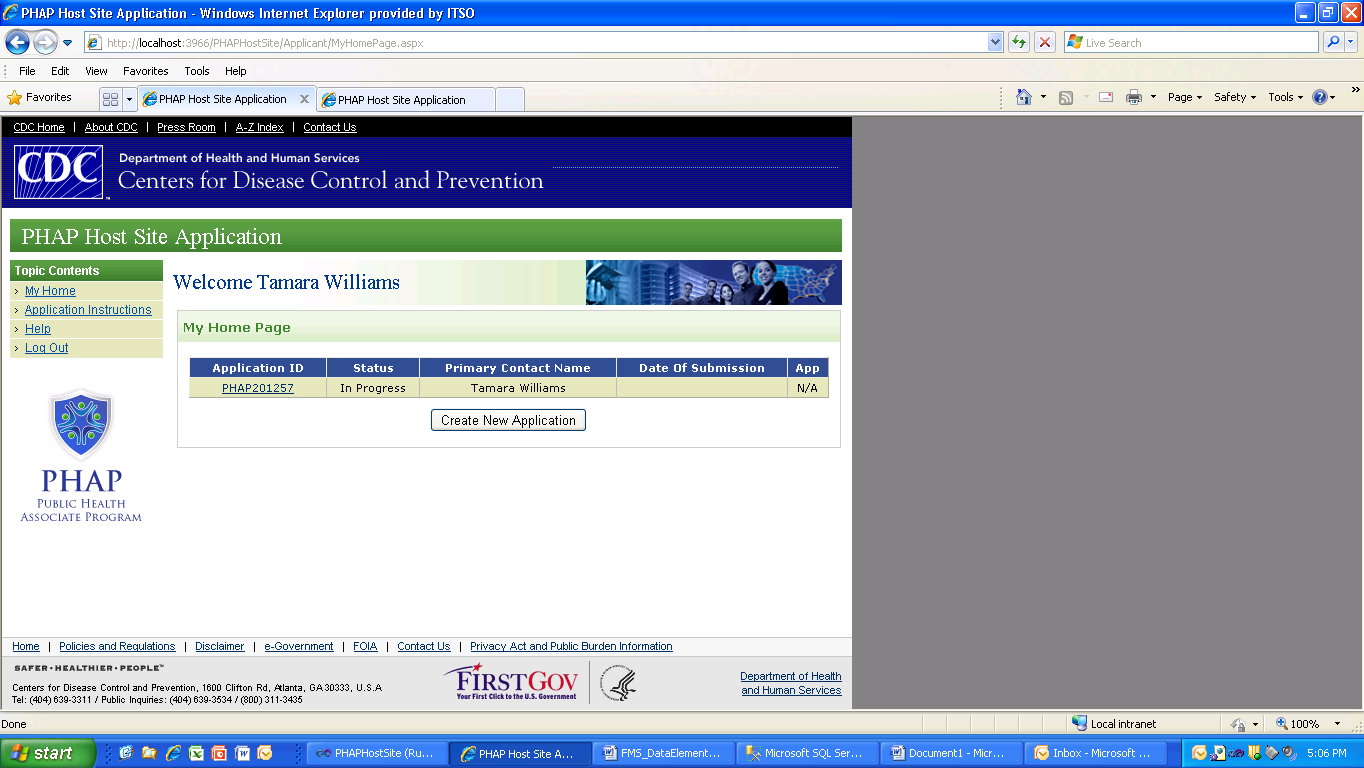 PHAP Host Site Application - Windows Internet Explorer provided by ITSO
http://localhost:3966/PHAPHostSite/Applicant/MyHomePage.aspx
Live Search
File Edit View Favorites Tools Help
Favorites
PHAP Host Site Application
PHAP Host Site Application
Page Safety Tools
CDC Home | About CDC | Press Room | A-Z Index | Contact Us
CDC
TM
Department of Health and Human Services
Centers for Disease Control and Prevention
PHAP Host Site Application
Topic Contents
› My Home
› Application Instructions
› Help
› Log Out
PHAP
PUBLIC HEALTH
ASSOCIATE PROGRAM
Welcome Tamara Williams
My Home Page
Application ID Status Primary Contact Name Date Of Submission App
PHAP201257 In Progress Tamara Williams N/A
Create New Application
Home | Policies and Regulations | Disclaimer | e-Government | FOIA | Contact Us | Privacy Act and Public Burden Information
SAFER • HEALTHIER • PEOPLE™
Centers for Disease Control and Prevention, 1600 Clifton Rd, Atlanta, GA 30333, U.S.A
Tel: (404) 639-3311 / Public Inquiries: (404) 639-3534 / (800) 311-3435
FIRSTGOV
Your First Click to the U.S. Government
Department of Health
and Human Services
Done
Local intranet
100%
start
PHAPHostSite (Ru...
PHAP Host Site A...
FMS_DataElement...
Microsoft SQL Ser...
Document1 - Micr...
Inbox - Microsoft ...
5:06 PM